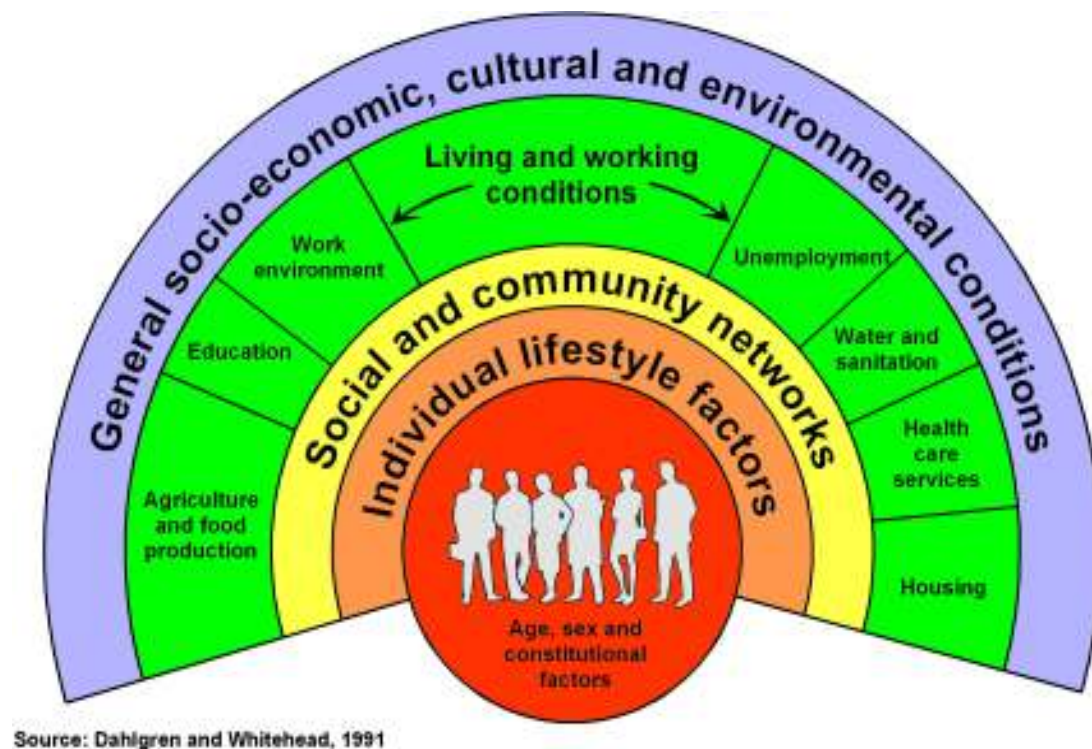 General socio-economic, cultural and environmental conditions
Living and working
conditions
Work
environment
Unemployment
Education
Water and
sanitation
Agriculture
and food
production
Health
care
services
Housing
Social and community networks
Individual lifestyle factors
Age, sex and
constitutional
factors
Source: Dahlgren and Whitehead, 1991